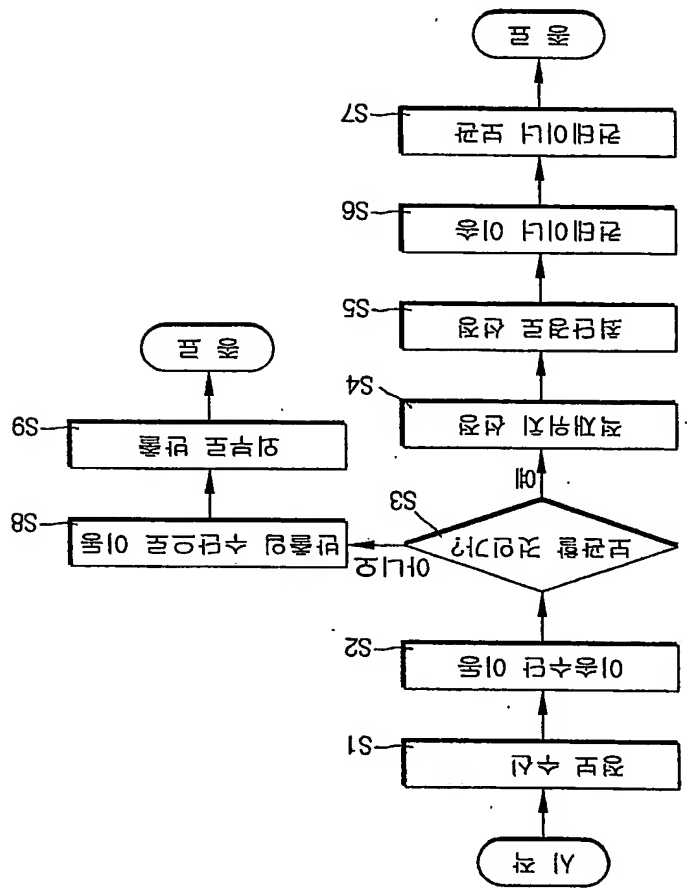 시 작
정보 수신
S1
이송수단 이동
S2
보관할 것인가?
S3
예
아니오
적재위치 선정
S4
최단경로 선정
S5
컨테이너 이송
S6
컨테이너 보관
S7
종 료
반출입 수단으로 이동
S8
외부로 반출
S9
종 료